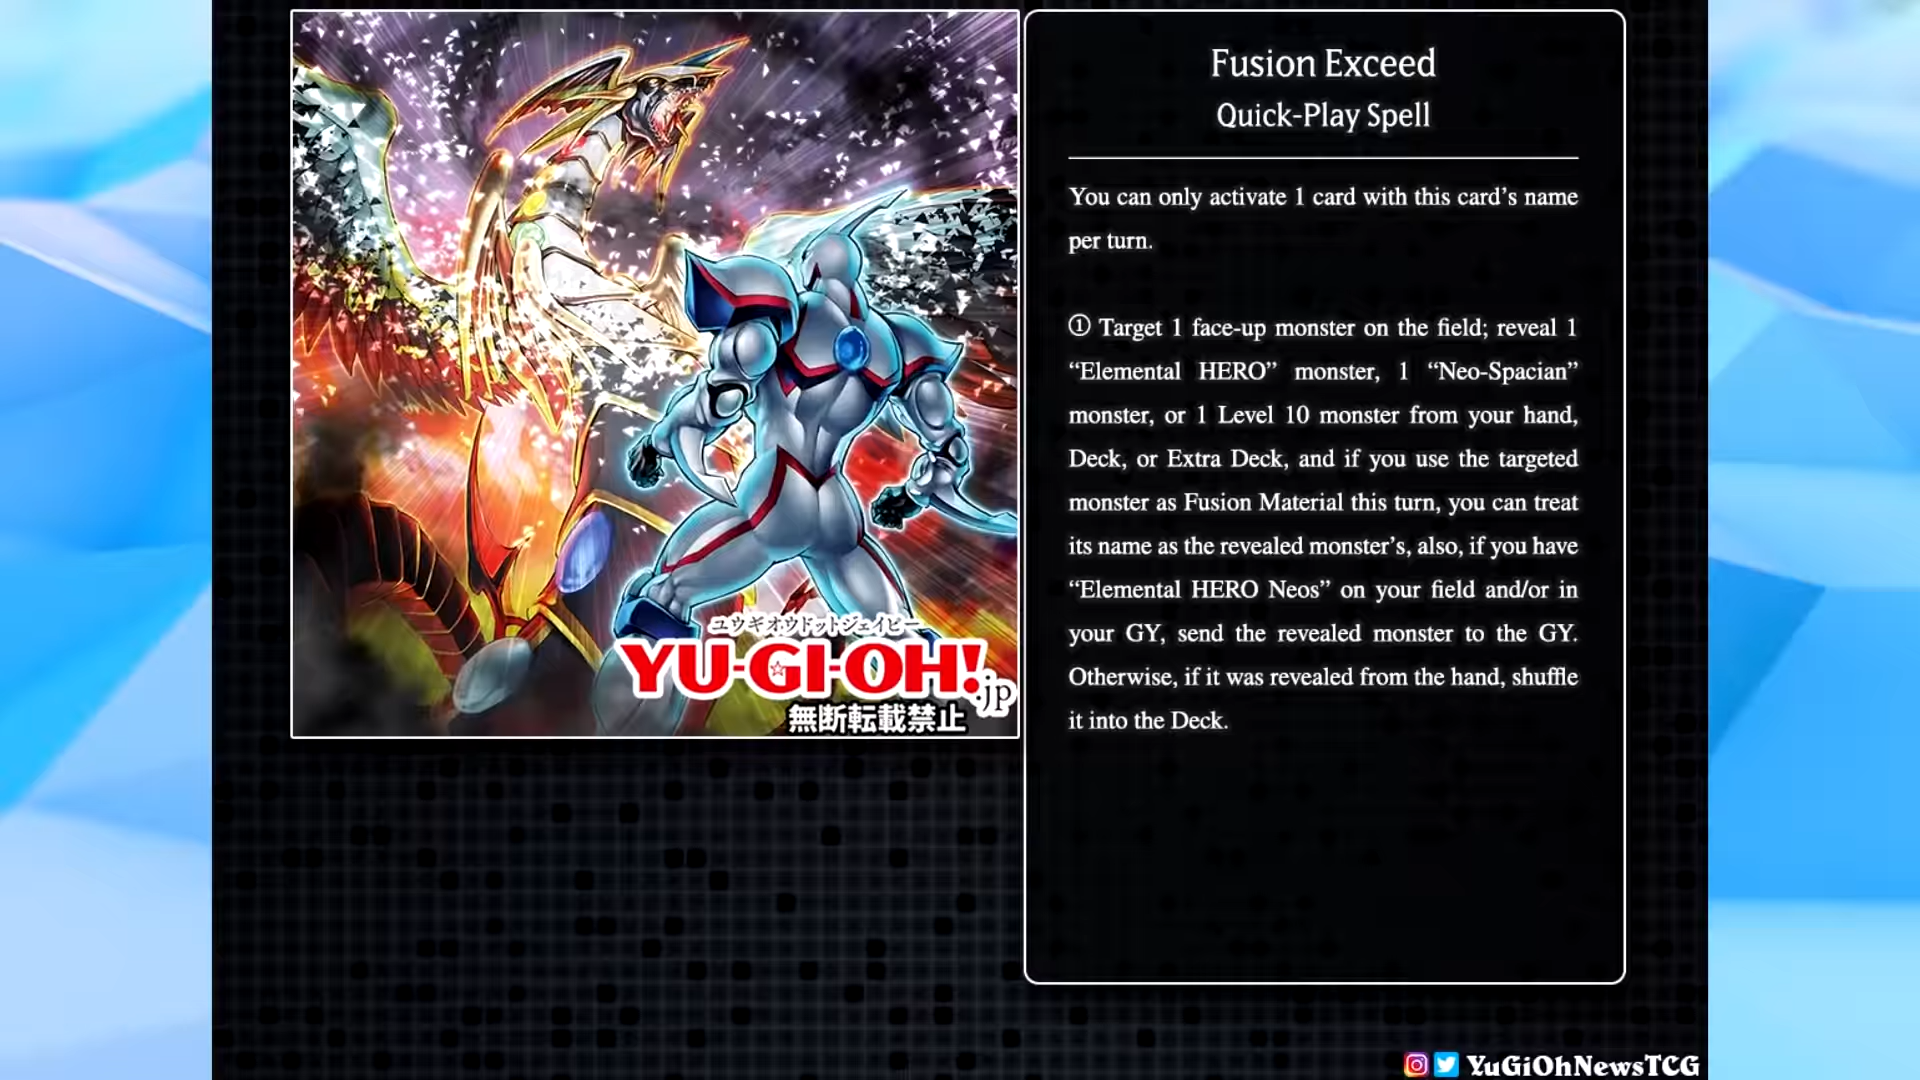 Fusion Exceed
Quick-Play Spell
You can only activate 1 card with this card’s name
per turn.
① Target 1 face-up monster on the field; reveal 1
“Elemental HERO” monster, 1 “Neo-Spacian”
monster, or 1 Level 10 monster from your hand,
Deck, or Extra Deck, and if you use the targeted
monster as Fusion Material this turn, you can treat
its name as the revealed monster’s, also, if you have
“Elemental HERO Neos” on your field and/or in
your GY, send the revealed monster to the GY.
Otherwise, if it was revealed from the hand, shuffle
it into the Deck.
ユウギオウドットジェイピー
YU-GI-OH!
.jp
無断転載禁止
YuGiOhNewsTCG